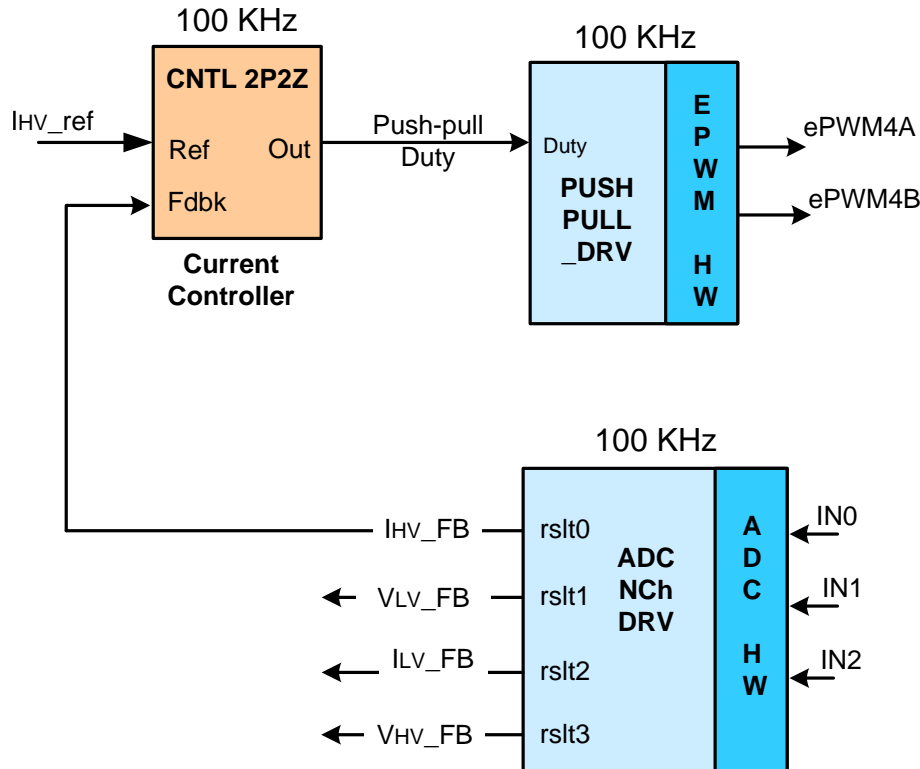 100 KHz
CNTL 2P2Z
IHV_ref
Ref
Out
Fdbk
Current
Controller
Push-pull
Duty
100 KHz
Duty
PUSH
PULL
_DRV
E
P
W
M
H
W
ePWM4A
ePWM4B
100 KHz
IHV_FB
rslt0
VLV_FB
rslt1
ILV_FB
rslt2
VHV_FB
rslt3
ADC
NCh
DRV
A
D
C
H
W
IN0
IN1
IN2